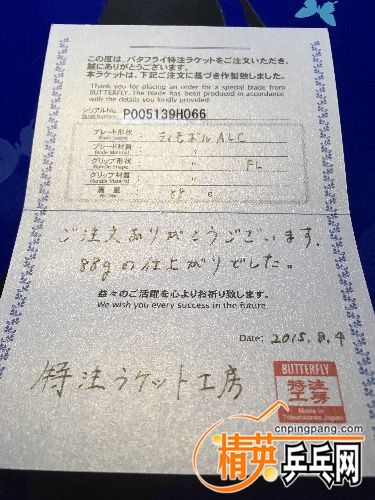 この度は、バタフライ特注ラケットをご注文いただき、
誠にありがとうございます。
本ラケットは、下記ご注文に基づき作製致しました。
Thank you for placing an order for a special blade from
BUTTERFLY. The blade has been produced in accordance
with the details you kindly provided.
シリアルNo.
Serial Number P005139H066
ブレード形状 ティモボル ALC
Blade Shape
ブレード材質 〃
Blade Material
グリップ形状 〃 FL
Handle Shape
グリップ材質 〃
Handle Material
重量 88 g
ご注文ありがとうございます。
88gの仕上がりでした。
益々のご活躍を心よりお祈り致します。
We wish you every success in the future.
Date: 2015.8.4
特注ラケット工房
BUTTERFLY
特注
工房
Made in
Tokorozawa Japan
cnpingpang.com
精英乒乓网